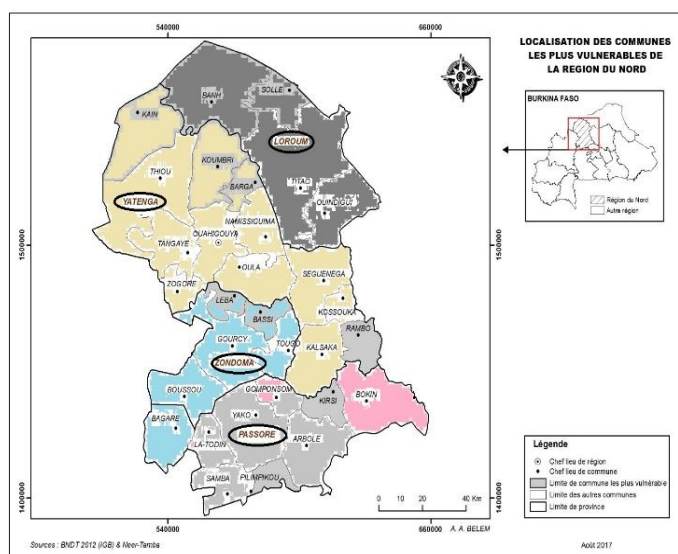 540000
660000
LOCALISATION DES COMMUNES
LES PLUS VULNERABLES DE
LA REGION DU NORD
BURKINA FASO
Région du Nord
Autre région
SOLLE
BANH
KAIN
LOROUM
KOUMBRI
THIOU
BARGA
TITAO
YATENGA
OUINDIGUI
NAMISSIGUIMA
OUAHIGOUYA
1500000
1500000
TANGAYE
OULA
SEGUENEGA
ZOGORE
LEBA
KOSSOUKA
BASSI
RAMBO
GOURCY
TOUGO
KALSAKA
ZONDOMA
GOMPONSOM
BOUSSOU
KIRSI
BOKIN
YAKO
BAGARE
PASSORE
LA-TODIN
ARBOLE
SAMBA
PILIMPIKOU
1400000
1400000
Légende
Chef lieu de région
Chef lieu de commune
Limite de commune les plus vulnérable
Limite des autres communes
Limite de province
0 10 20 40 Km
A. A. BELEM
540000
660000
Sources : BNDT 2012 (IGB) & Neer-Tamba
Août 2017